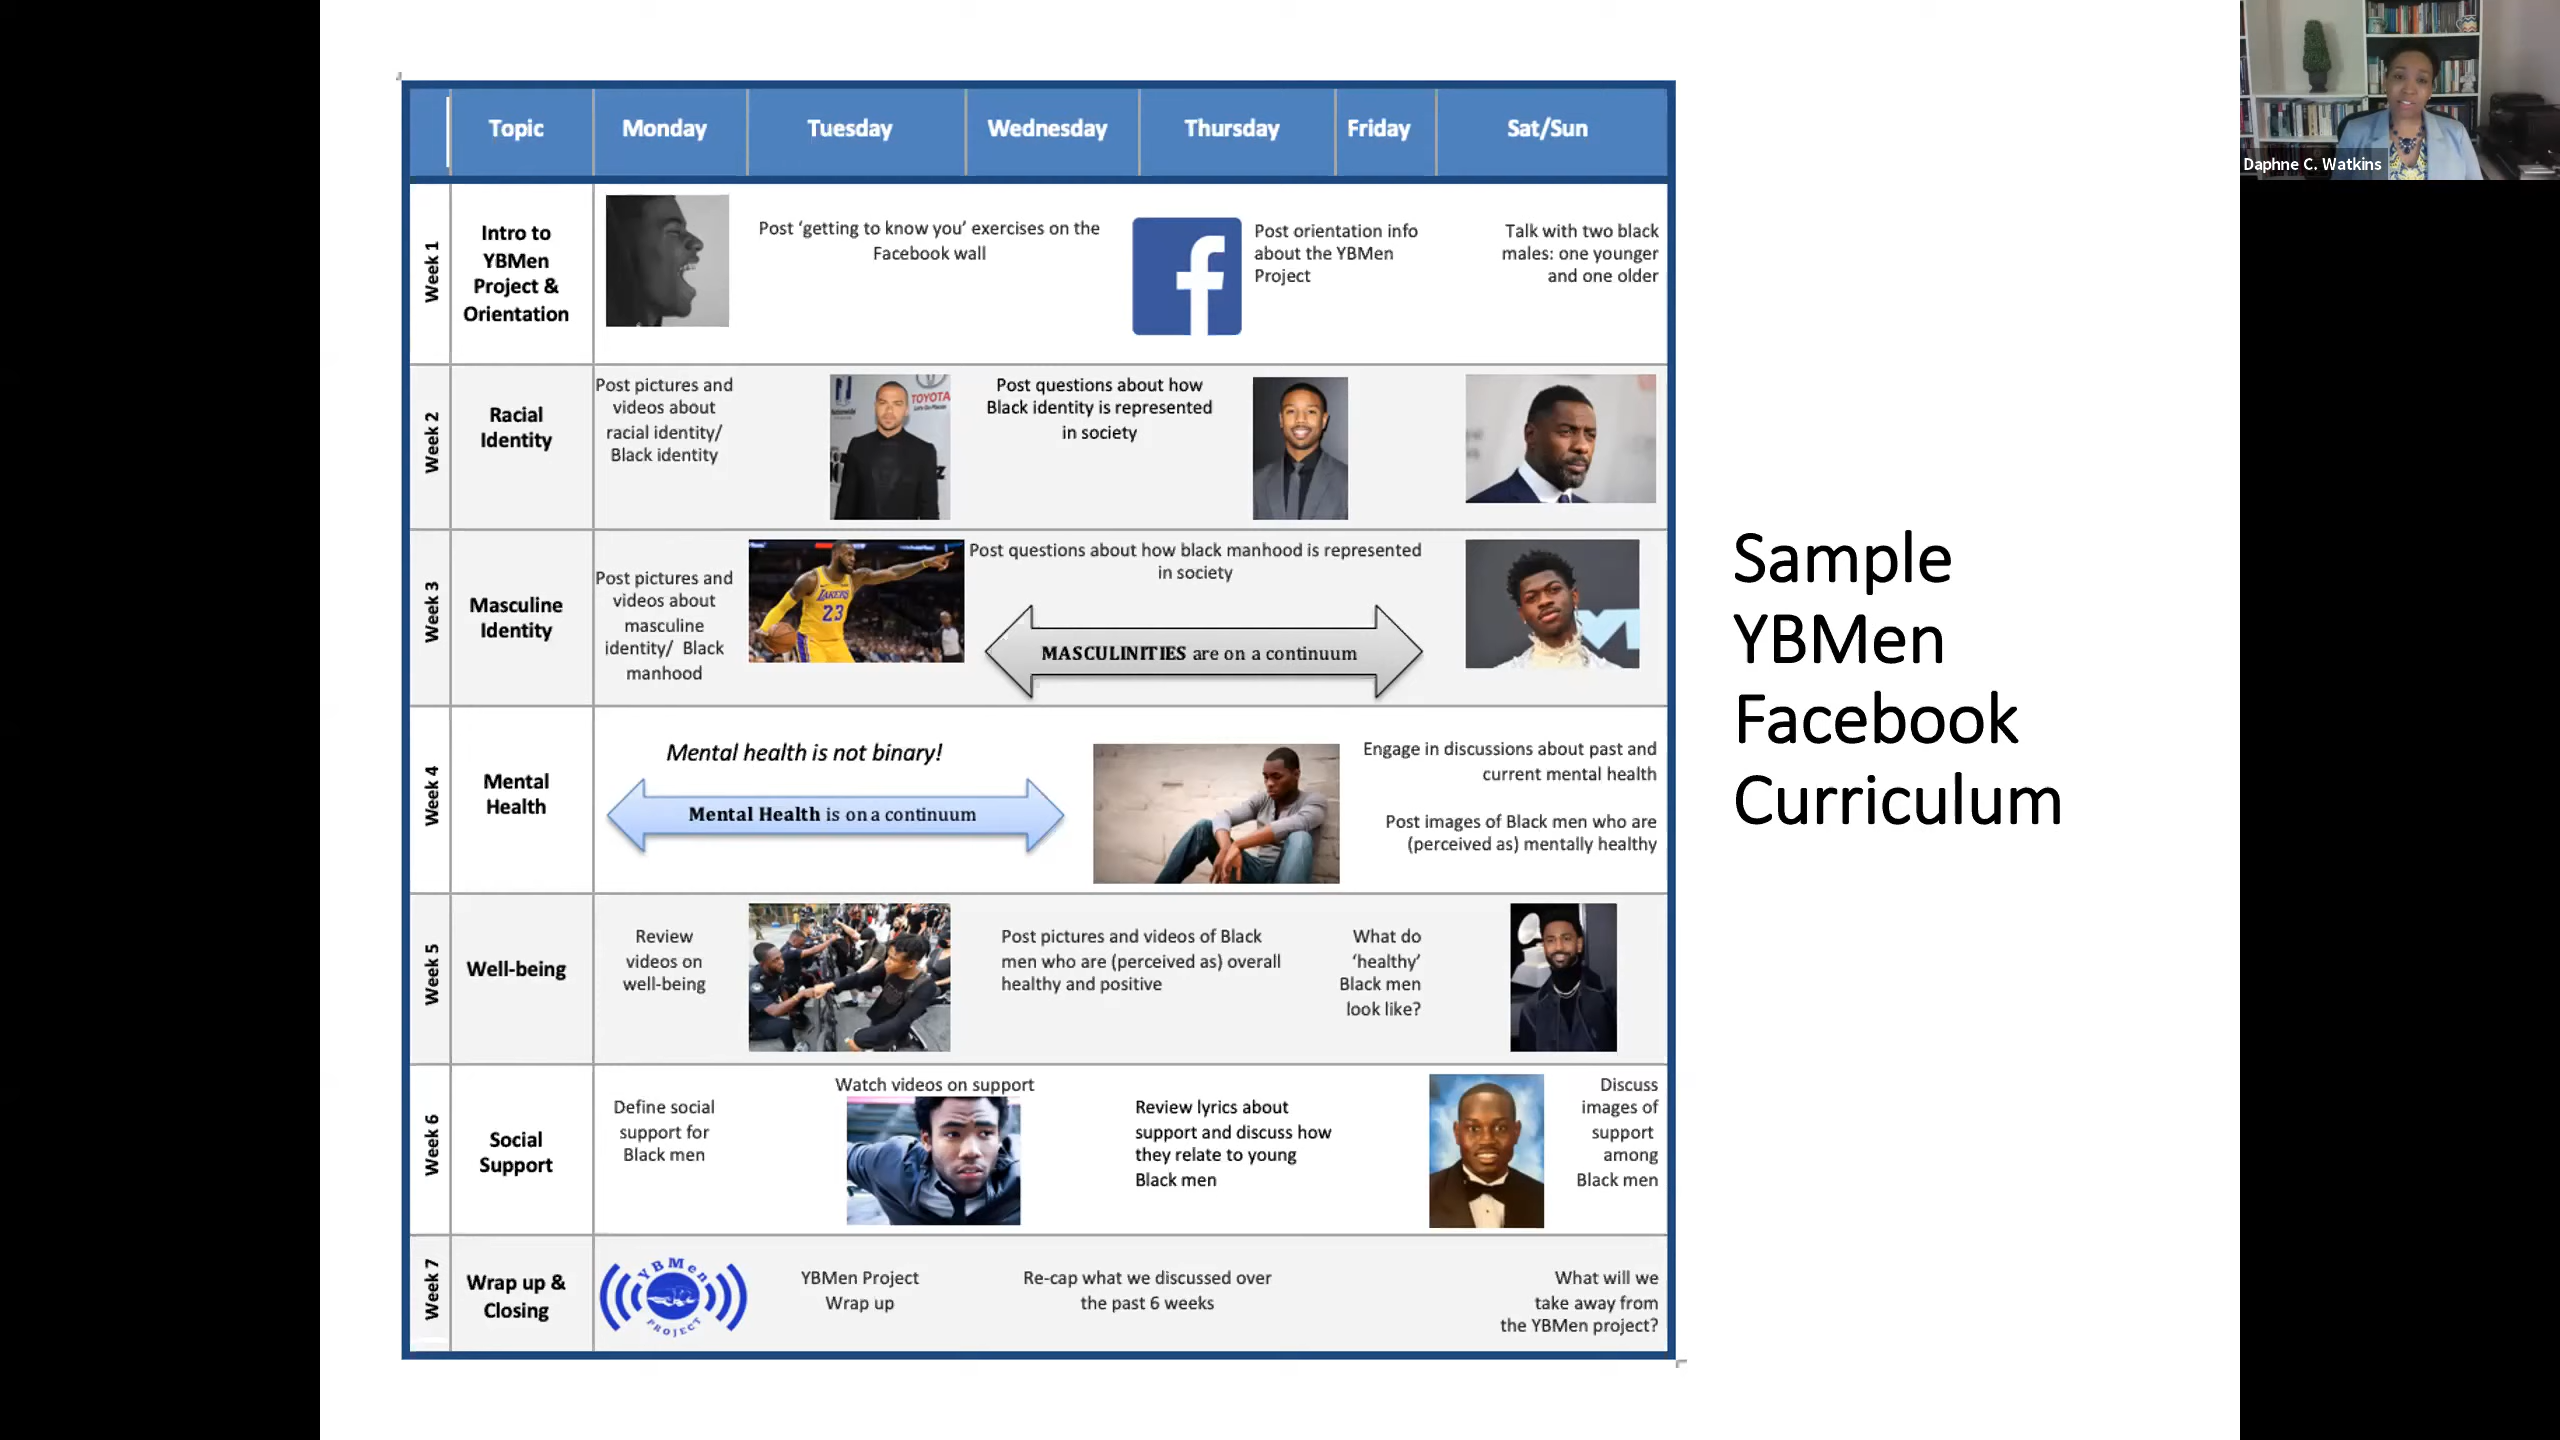 Topic
Monday
Tuesday
Wednesday
Thursday
Friday
Sat/Sun
Week 1
Intro to
YBMen
Project &
Orientation
Post ‘getting to know you’ exercises on the
Facebook wall
f
Post orientation info
about the YBMen
Project
Talk with two black
males: one younger
and one older
Week 2
Racial
Identity
Post pictures and
videos about
racial identity/
Black identity
Nationwide
TOYOTA
Let's Go Places
Post questions about how
Black identity is represented
in society
Week 3
Masculine
Identity
Post pictures and
videos about
masculine
identity/ Black
manhood
LAKERS
23
Post questions about how black manhood is represented
in society
MASCULINITIES are on a continuum
Week 4
Mental
Health
Mental health is not binary!
Mental Health is on a continuum
Engage in discussions about past and
current mental health
Post images of Black men who are
(perceived as) mentally healthy
Week 5
Well-being
Review
videos on
well-being
Post pictures and videos of Black
men who are (perceived as) overall
healthy and positive
What do
‘healthy’
Black men
look like?
Week 6
Social
Support
Define social
support for
Black men
Watch videos on support
Review lyrics about
support and discuss how
they relate to young
Black men
Discuss
images of
support
among
Black men
Week 7
Wrap up &
Closing
YBMen
PROJECT
YBMen Project
Wrap up
Re-cap what we discussed over
the past 6 weeks
What will we
take away from
the YBMen project?
Sample
YBMen
Facebook
Curriculum
Daphne C. Watkins